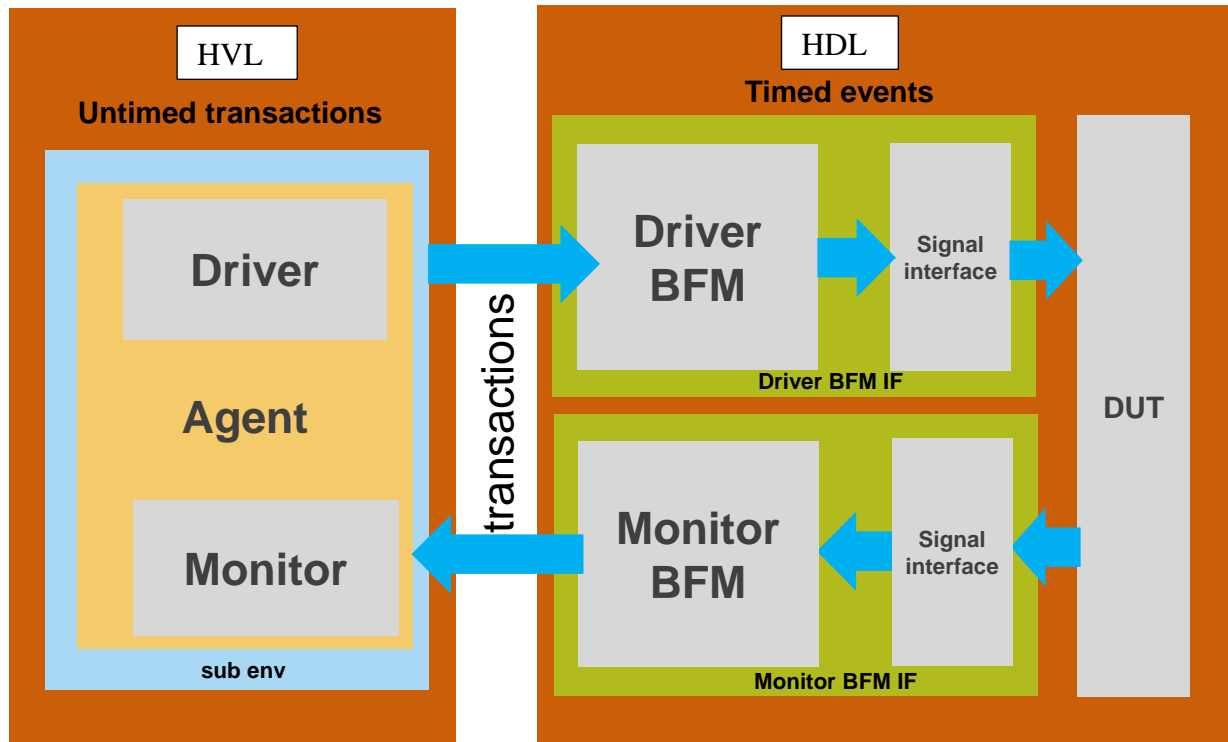 HVL
Untimed transactions
Driver
Agent
Monitor
sub env
transactions
HDL
Timed events
Driver
BFM
Signal
interface
Driver BFM IF
Monitor
BFM
Signal
interface
Monitor BFM IF
DUT